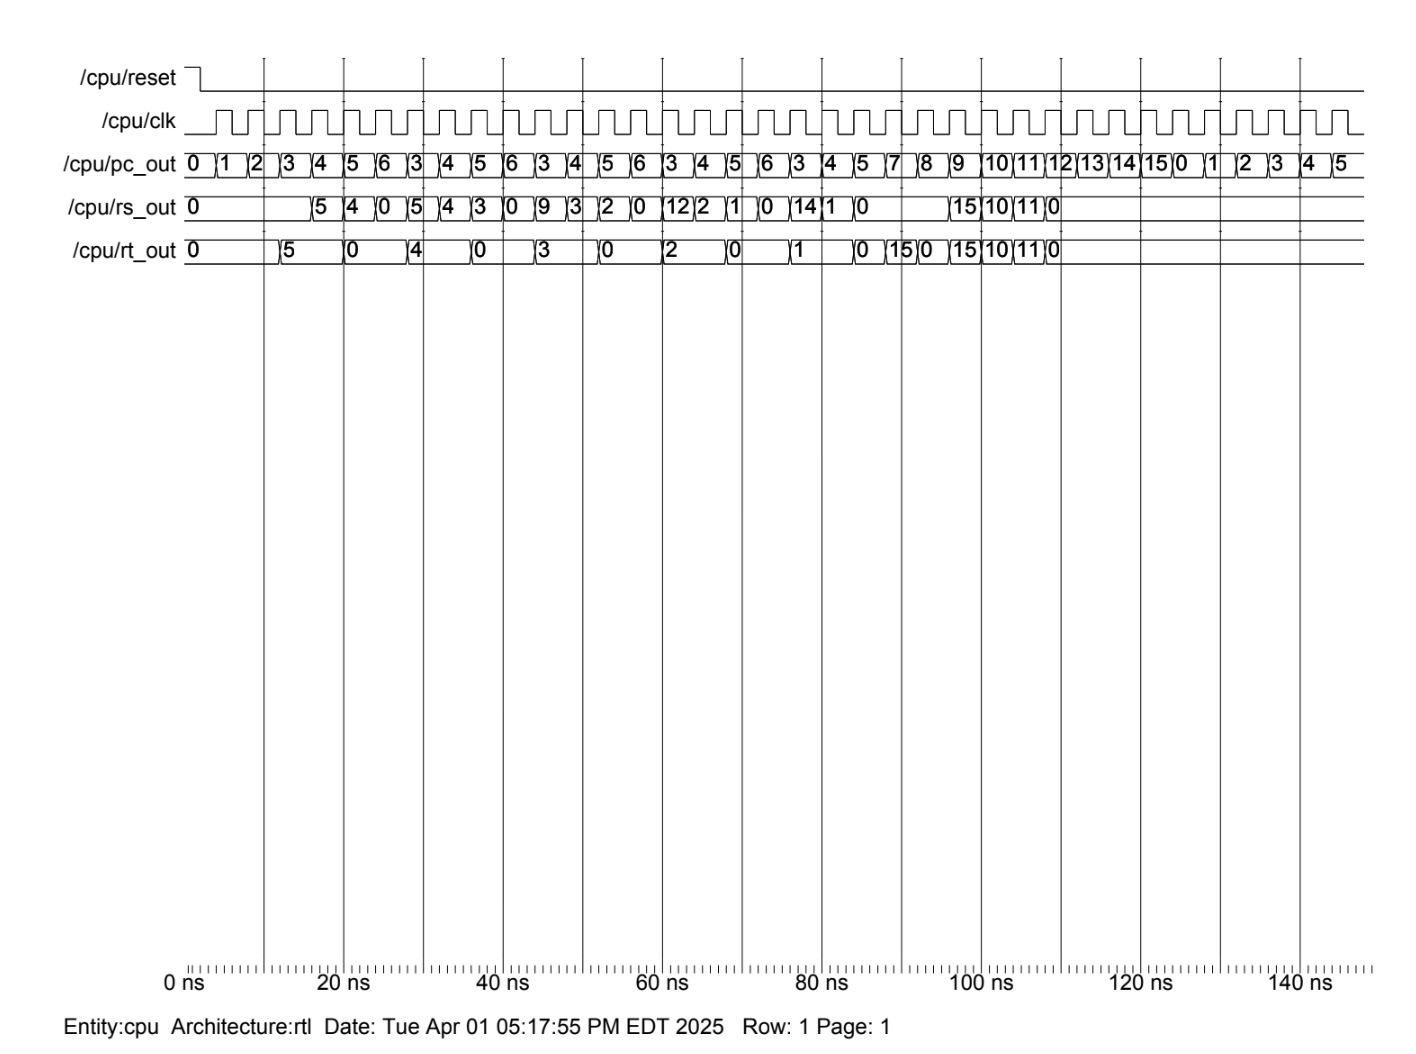 /cpu/reset
/cpu/clk
/cpu/pc_out 0 1 2 3 4 5 6 3 4 5 6 3 4 5 6 3 4 5 6 3 4 5 7 8 9 10 11 12 13 14 15 0 1 2 3 4 5
/cpu/rs_out 0 5 4 0 5 4 3 0 9 3 2 0 12 2 1 0 14 1 0 15 10 11 0
/cpu/rt_out 0 5 0 4 0 3 0 2 0 1 0 15 0 15 10 11 0
0 ns 20 ns 40 ns 60 ns 80 ns 100 ns 120 ns 140 ns
Entity:cpu Architecture:rtl Date: Tue Apr 01 05:17:55 PM EDT 2025 Row: 1 Page: 1